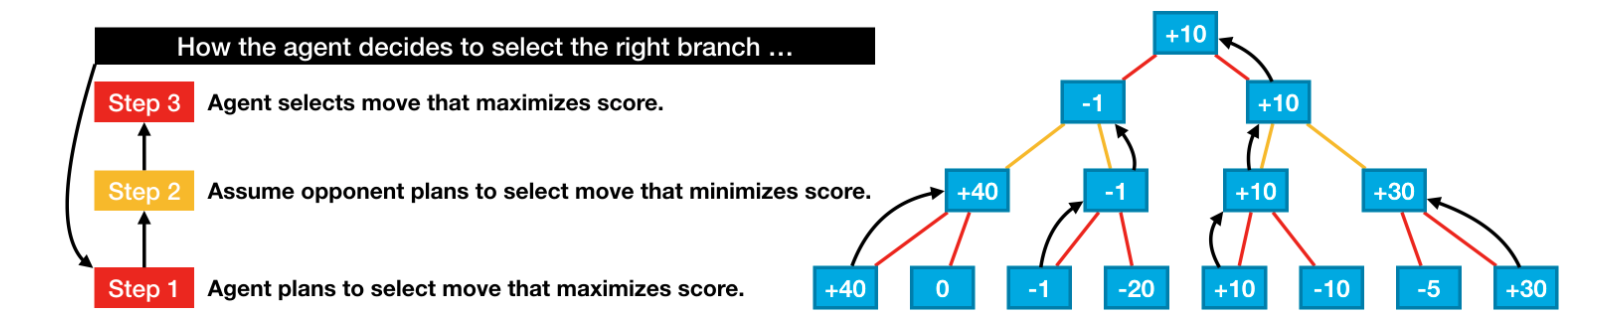 How the agent decides to select the right branch …
Step 3 Agent selects move that maximizes score.
Step 2 Assume opponent plans to select move that minimizes score.
Step 1 Agent plans to select move that maximizes score.
+10
-1 +10
+40 -1 +10 +30
+40 0 -1 -20 +10 -10 -5 +30